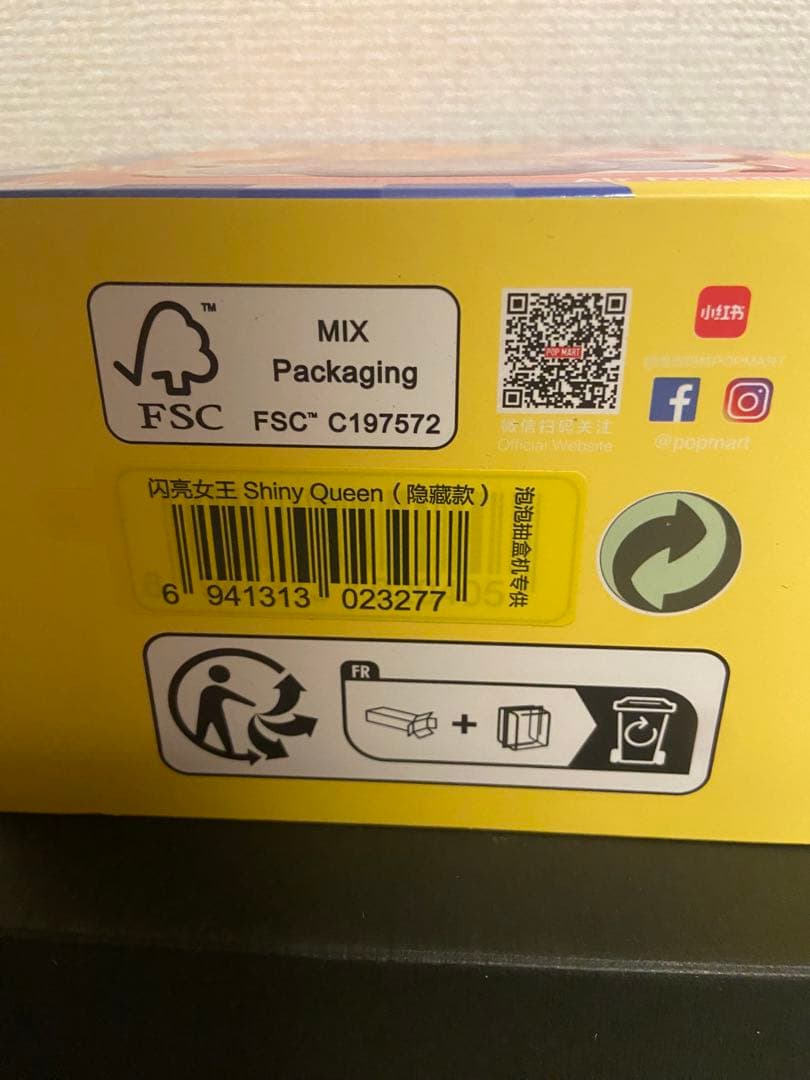 ™
MIX
Packaging
FSC
FSC™ C197572
POP MART
微信扫码关注
Official Website
小红书
@popmart
闪亮女王 Shiny Queen（隐藏款）
泡泡抽盒机专供
6 941313 023277
FR